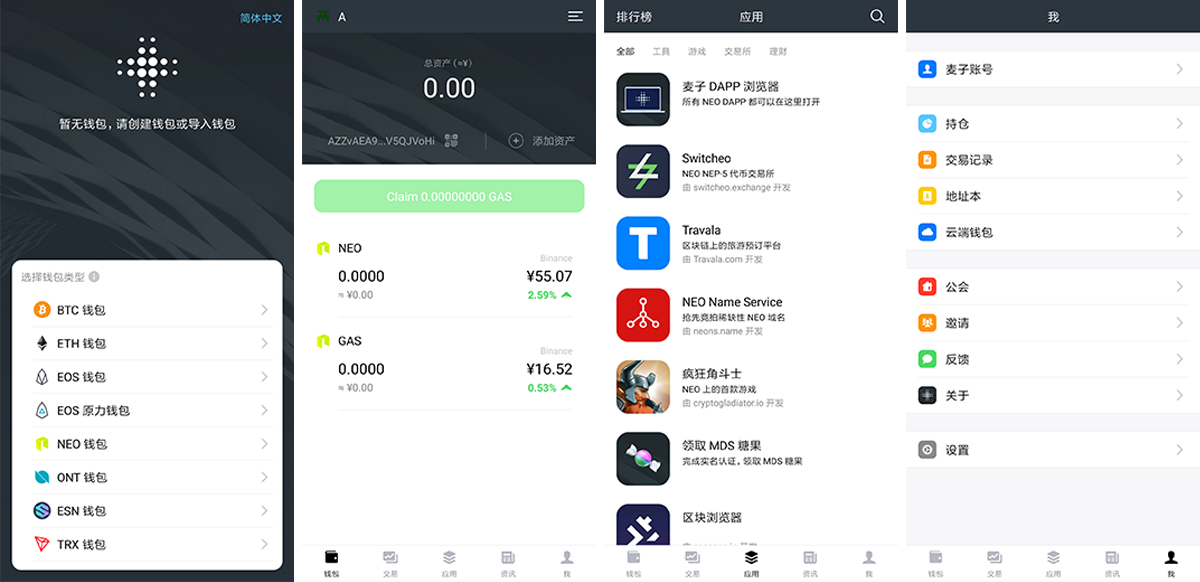 简体中文
暂无钱包，请创建钱包或导入钱包
选择钱包类型
BTC 钱包
ETH 钱包
EOS 钱包
EOS 原力钱包
NEO 钱包
ONT 钱包
ESN 钱包
TRX 钱包
A
总资产 (≈¥)
0.00
AZZvAEA9...V5QJVoHi
添加资产
Claim 0.00000000 GAS
NEO
Binance
0.0000
¥55.07
≈ ¥0.00
2.59%
GAS
Binance
0.0000
¥16.52
≈ ¥0.00
0.53%
钱包
交易
应用
资讯
我
排行榜
应用
全部
工具
游戏
交易所
理财
麦子 DAPP 浏览器
所有 NEO DAPP 都可以在这里打开
Switcheo
NEO NEP-5 代币交易所
由 switcheo.exchange 开发
Travala
区块链上的旅游预订平台
由 Travala.com 开发
NEO Name Service
抢先竞拍稀缺性 NEO 域名
由 neons.name 开发
疯狂角斗士
NEO 上的首款游戏
由 cryptogladiator.io 开发
领取 MDS 糖果
完成实名认证，领取 MDS 糖果
区块浏览器
钱包
交易
应用
资讯
我
我
麦子账号
持仓
交易记录
地址本
云端钱包
公会
邀请
反馈
关于
设置
钱包
交易
应用
资讯
我